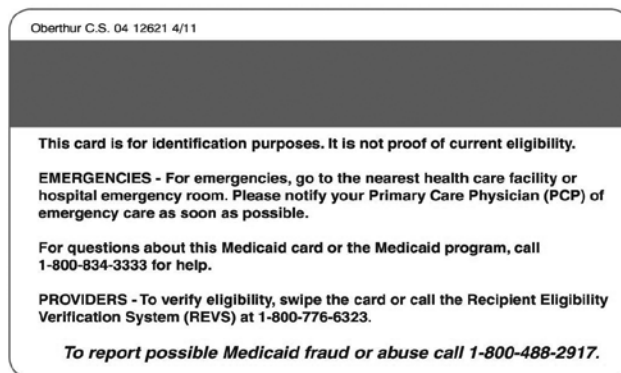 Oberthur C.S. 04 12621 4/11
This card is for identification purposes. It is not proof of current eligibility.
EMERGENCIES - For emergencies, go to the nearest health care facility or
hospital emergency room. Please notify your Primary Care Physician (PCP) of
emergency care as soon as possible.
For questions about this Medicaid card or the Medicaid program, call
1-800-834-3333 for help.
PROVIDERS - To verify eligibility, swipe the card or call the Recipient Eligibility
Verification System (REVS) at 1-800-776-6323.
To report possible Medicaid fraud or abuse call 1-800-488-2917.